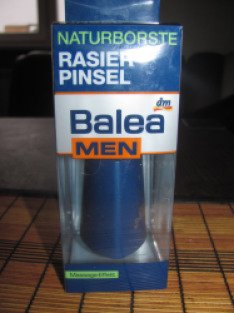 NATURBORSTE
RASIER
PINSEL
dm
Balea
MEN
Massage-Effekt